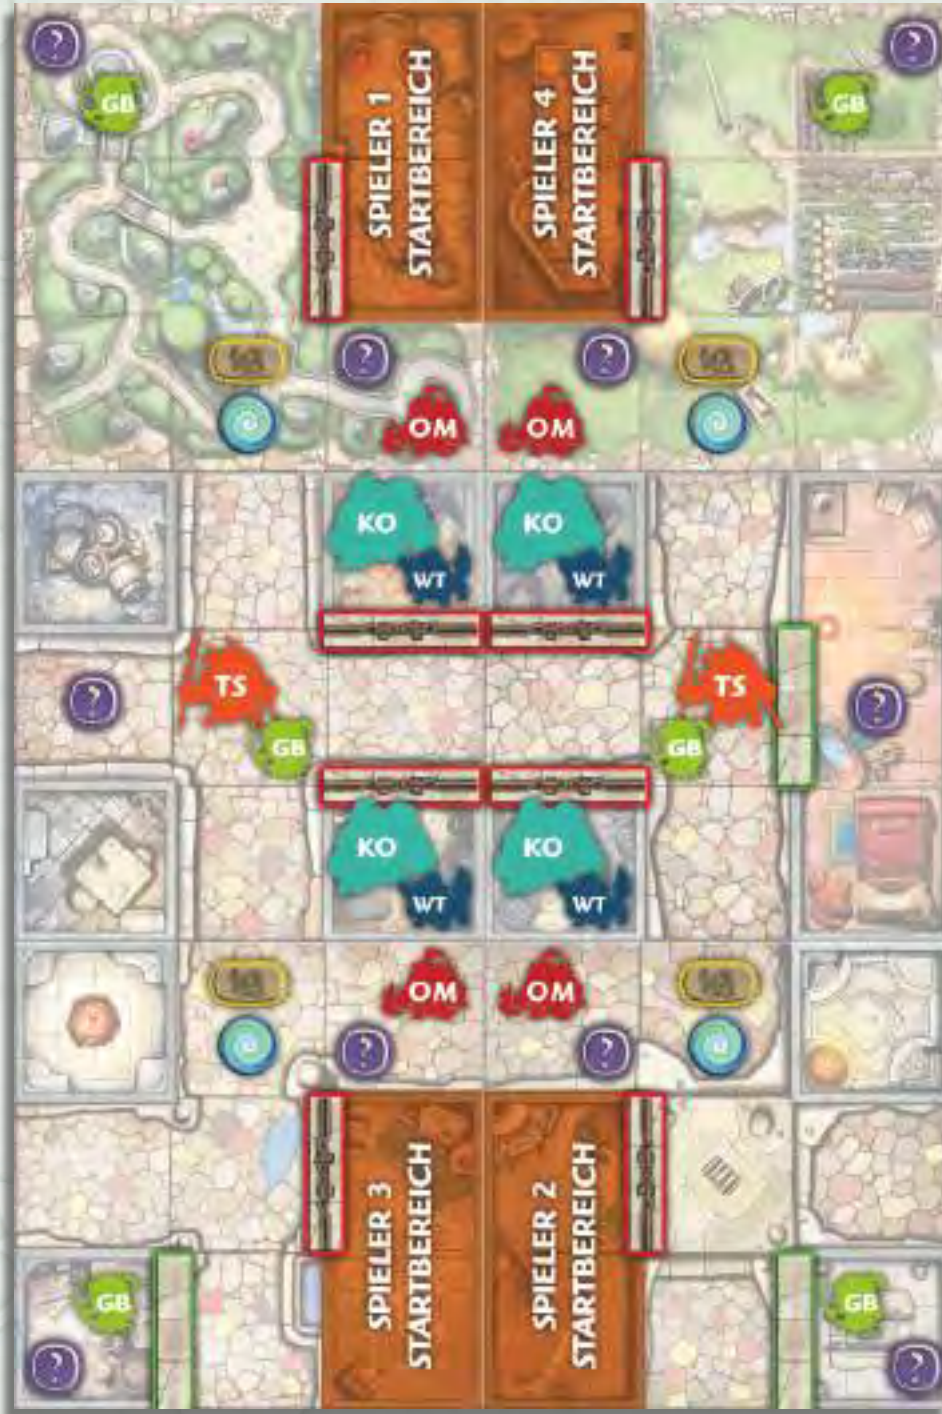 ?
?
GB
GB
SPIELER 1
STARTBEREICH
SPIELER 4
STARTBEREICH
?
?
OM
OM
KO
KO
WT
WT
TS
TS
?
?
GB
GB
KO
KO
WT
WT
OM
OM
?
?
SPIELER 3
STARTBEREICH
SPIELER 2
STARTBEREICH
GB
GB
?
?